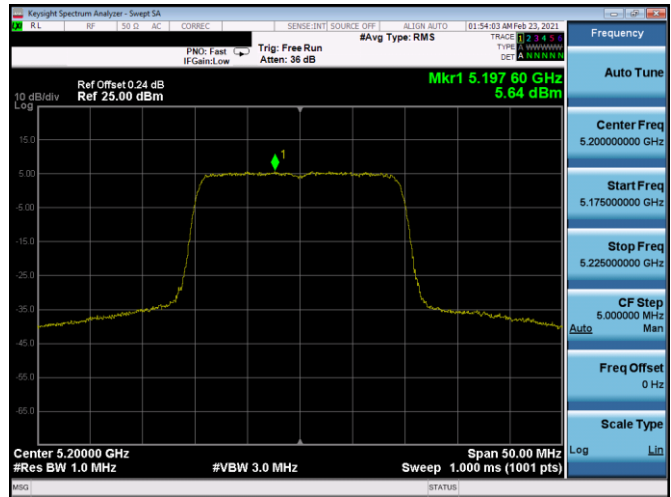 Keysight Spectrum Analyzer - Swept SA
RL RF 50 Ω AC CORREC SENSE:INT SOURCE OFF ALIGN AUTO 01:54:03 AM Feb 23, 2021
#Avg Type: RMS
TRACE 1 2 3 4 5 6
TYPE A WWWWW
DET A N N N N N
PNO: Fast
IFGain:Low
Trig: Free Run
Atten: 36 dB
Mkr1 5.197 60 GHz
5.64 dBm
Ref Offset 0.24 dB
Ref 25.00 dBm
10 dB/div
Log
15.0
5.00
-5.00
-15.0
-25.0
-35.0
-45.0
-55.0
-65.0
1
Center 5.20000 GHz
Span 50.00 MHz
#Res BW 1.0 MHz
#VBW 3.0 MHz
Sweep 1.000 ms (1001 pts)
MSG
STATUS
Frequency
Auto Tune
Center Freq
5.200000000 GHz
Start Freq
5.175000000 GHz
Stop Freq
5.225000000 GHz
CF Step
5.000000 MHz
Auto Man
Freq Offset
0 Hz
Scale Type
Log Lin